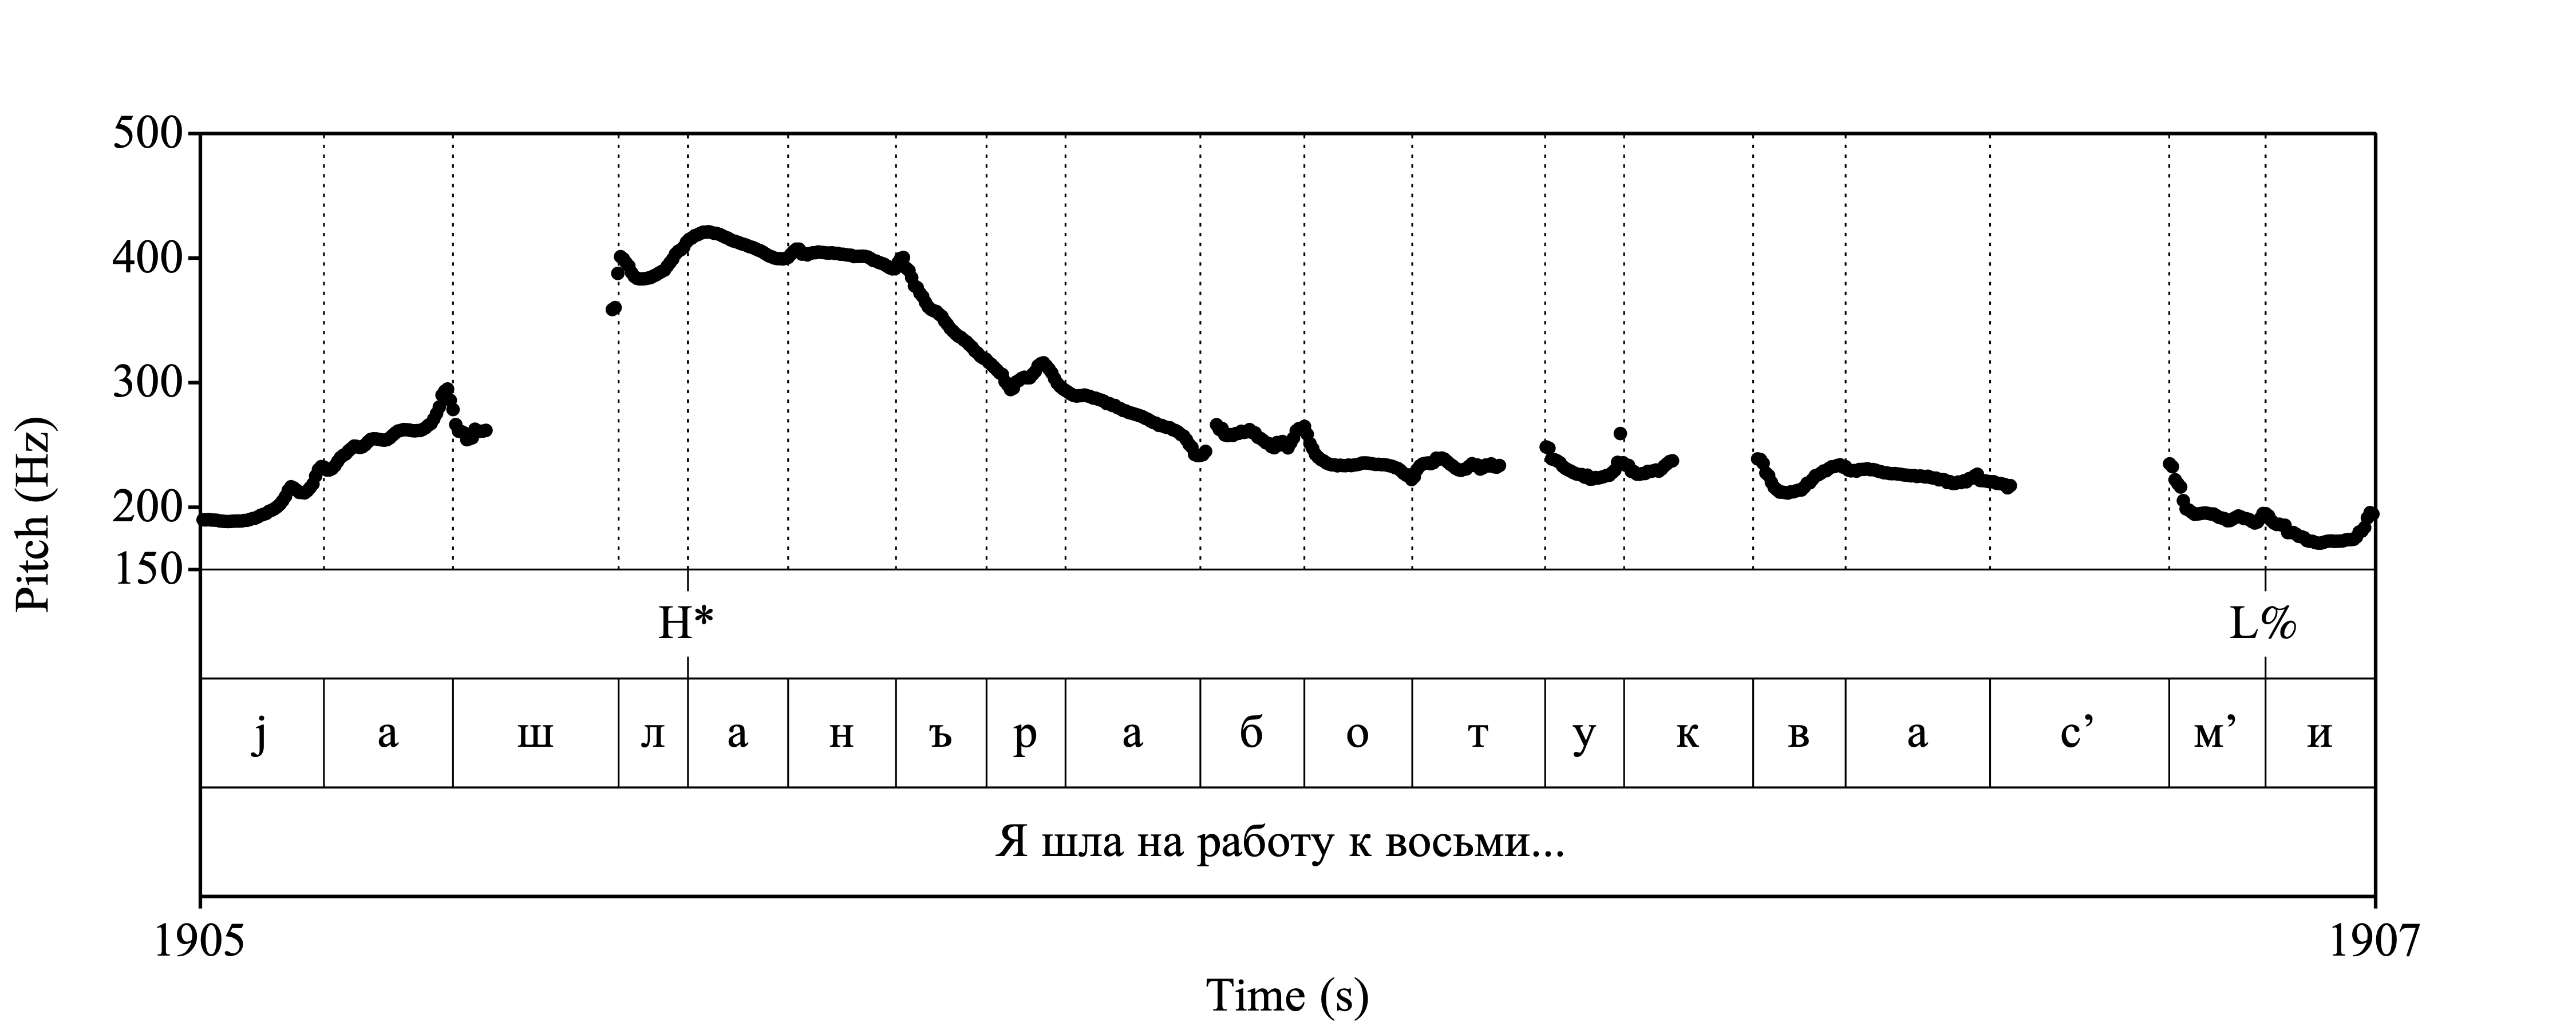 500
400
300
200
150
Pitch (Hz)
H* L%
j а ш л а н ъ р а б о т у к в а с’ м’ и
Я шла на работу к восьми...
1905 1907
Time (s)